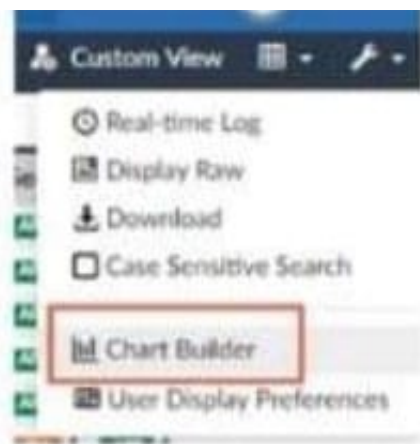 Custom View
Real-time Log
Display Raw
Download
Case Sensitive Search
Chart Builder
User Display Preferences